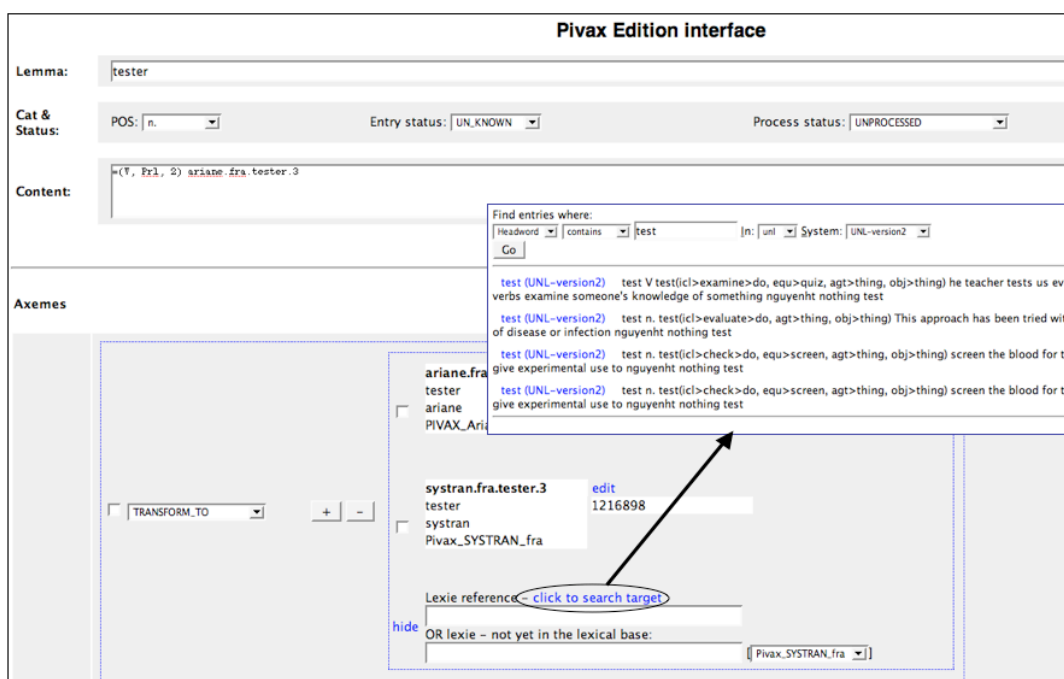 Pivax Edition interface
Lemma: tester
Cat & Status: POS: n. Entry status: UN_KNOWN Process status: UNPROCESSED
Content: =(T, Prl, 2) ariane.fra.tester.3
Find entries where:
Headword contains test In: unl System: UNL-version2
Go
test (UNL-version2) test V test(icl>examine>do, equ>quiz, agt>thing, obj>thing) he teacher tests us ev
verbs examine someone's knowledge of something nguyenht nothing test
test (UNL-version2) test n. test(icl>evaluate>do, agt>thing, obj>thing) This approach has been tried wi
of disease or infection nguyenht nothing test
test (UNL-version2) test n. test(icl>check>do, equ>screen, agt>thing, obj>thing) screen the blood for t
give experimental use to nguyenht nothing test
test (UNL-version2) test n. test(icl>check>do, equ>screen, agt>thing, obj>thing) screen the blood for t
give experimental use to nguyenht nothing test
Axemes
ariane.fra
tester
ariane
PIVAX_Aria
TRANSFORM_TO + -
systran.fra.tester.3 edit
tester 1216898
systran
Pivax_SYSTRAN_fra
Lexie reference - click to search target
hide
OR lexie - not yet in the lexical base:
[ Pivax_SYSTRAN_fra ]